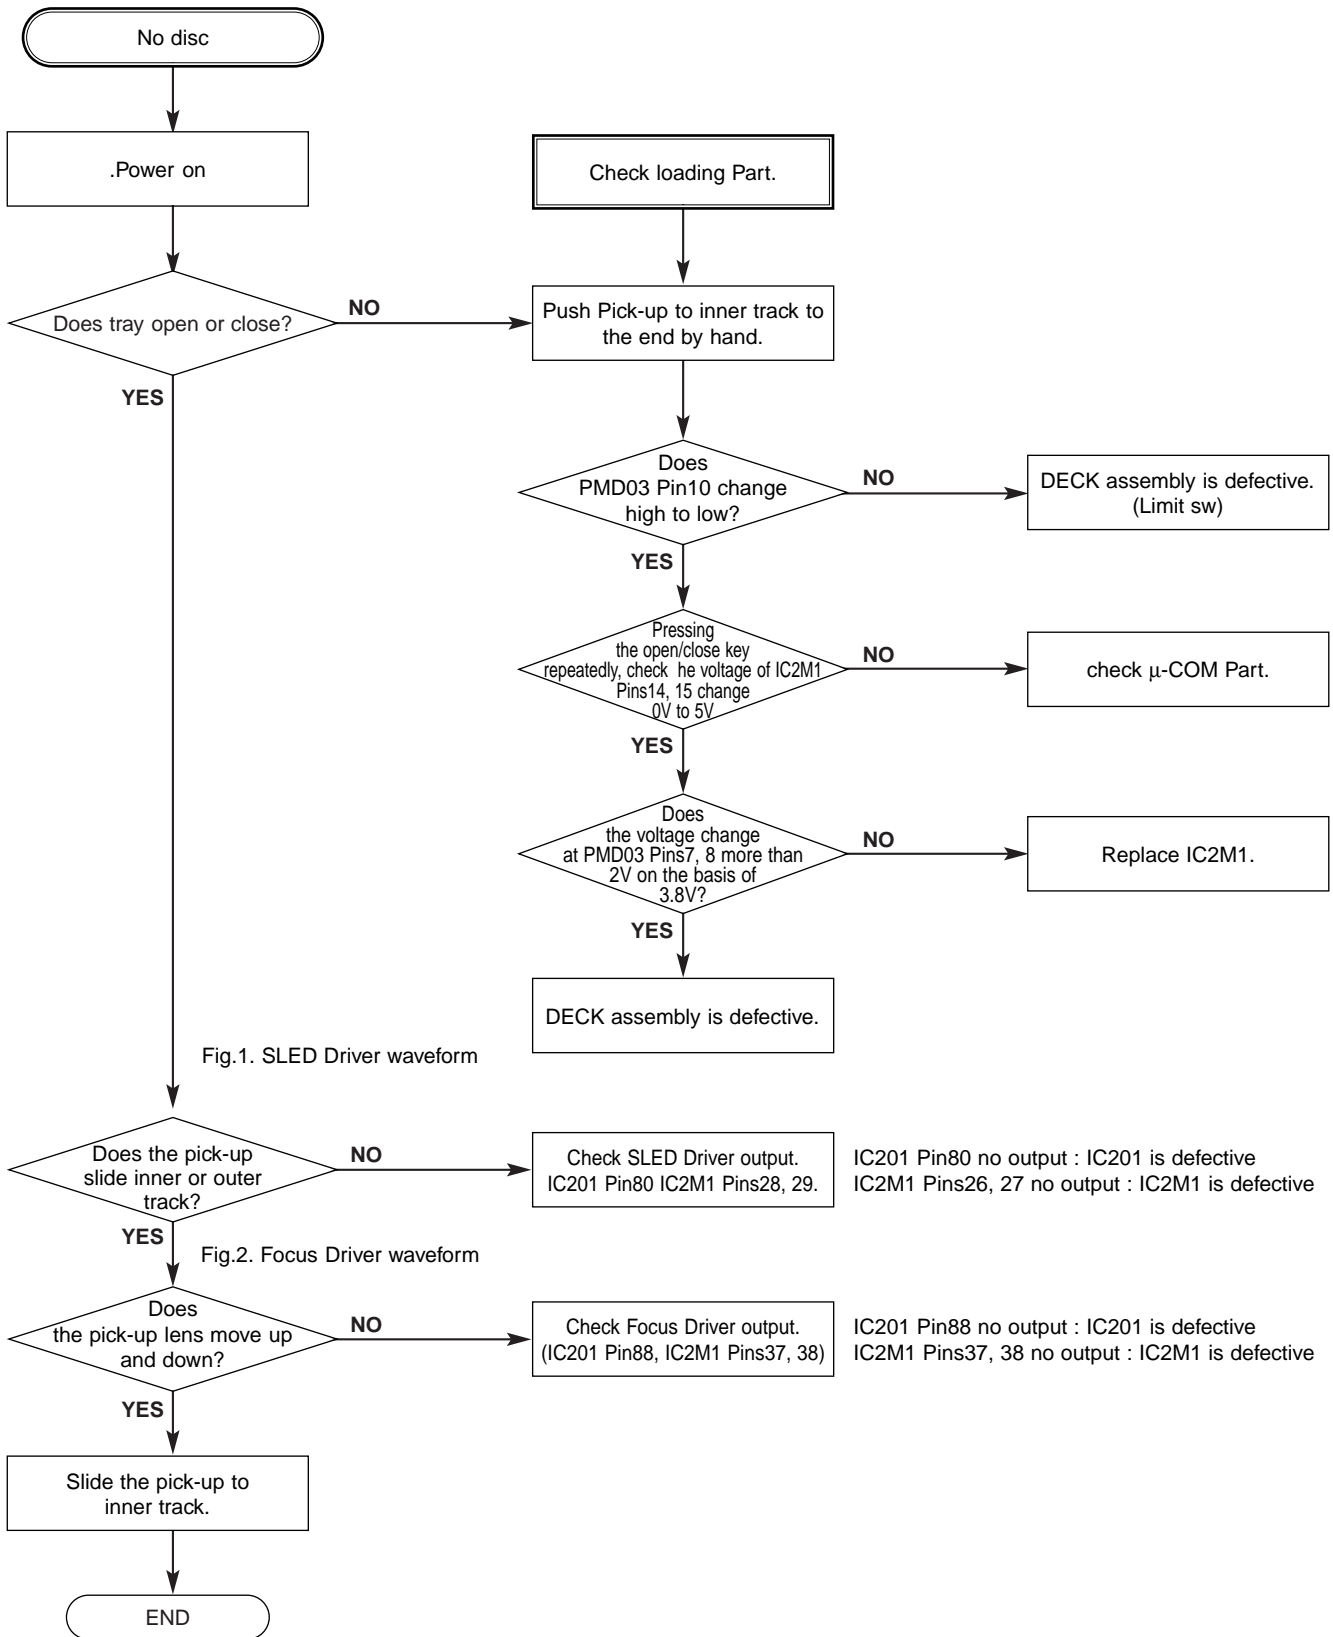 No disc
.Power on
Check loading Part.
Does tray open or close?
NO
Push Pick-up to inner track to
the end by hand.
YES
Does
PMD03 Pin10 change
high to low?
NO
DECK assembly is defective.
(Limit sw)
YES
Pressing
the open/close key
repeatedly, check  he voltage of IC2M1
Pins14, 15 change
0V to 5V
NO
check μ-COM Part.
YES
Does
the voltage change
at PMD03 Pins7, 8 more than
2V on the basis of
3.8V?
NO
Replace IC2M1.
YES
DECK assembly is defective.
Fig.1. SLED Driver waveform
Does the pick-up
slide inner or outer
track?
NO
Check SLED Driver output.
IC201 Pin80 IC2M1 Pins28, 29.
IC201 Pin80 no output : IC201 is defective
IC2M1 Pins26, 27 no output : IC2M1 is defective
YES
Fig.2. Focus Driver waveform
Does
the pick-up lens move up
and down?
NO
Check Focus Driver output.
(IC201 Pin88, IC2M1 Pins37, 38)
IC201 Pin88 no output : IC201 is defective
IC2M1 Pins37, 38 no output : IC2M1 is defective
YES
Slide the pick-up to
inner track.
END